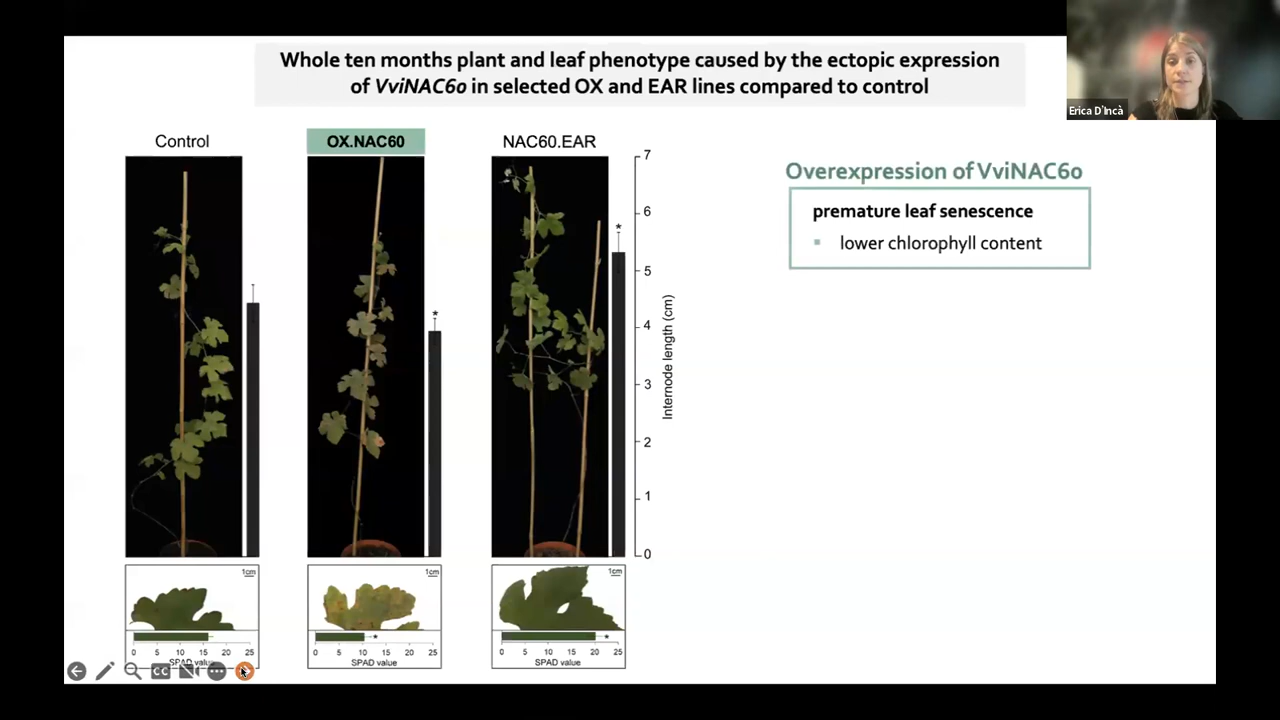 Whole ten months plant and leaf phenotype caused by the ectopic expression
of VviNAC60 in selected OX and EAR lines compared to control
Erica D'Incà
Control
OX.NAC60
NAC60.EAR
7
6
5
4
3
2
1
0
*
*
Internode length (cm)
Overexpression of VviNAC60
premature leaf senescence
▪ lower chlorophyll content
1cm
1cm
1cm
*
*
0 5 10 15 20 25
0 5 10 15 20 25
0 5 10 15 20 25
SPAD value
SPAD value
SPAD value
CC